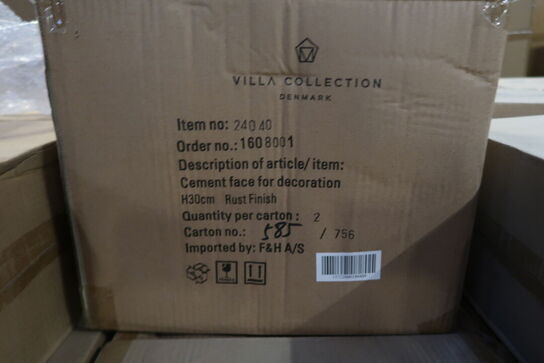 VILLA COLLECTION
DENMARK
Item no: 24040
Order no.: 1608001
Description of article/ item:
Cement face for decoration
H30cm Rust Finish
Quantity per carton : 2
Carton no.: 585 / 756
Imported by: F&H A/S